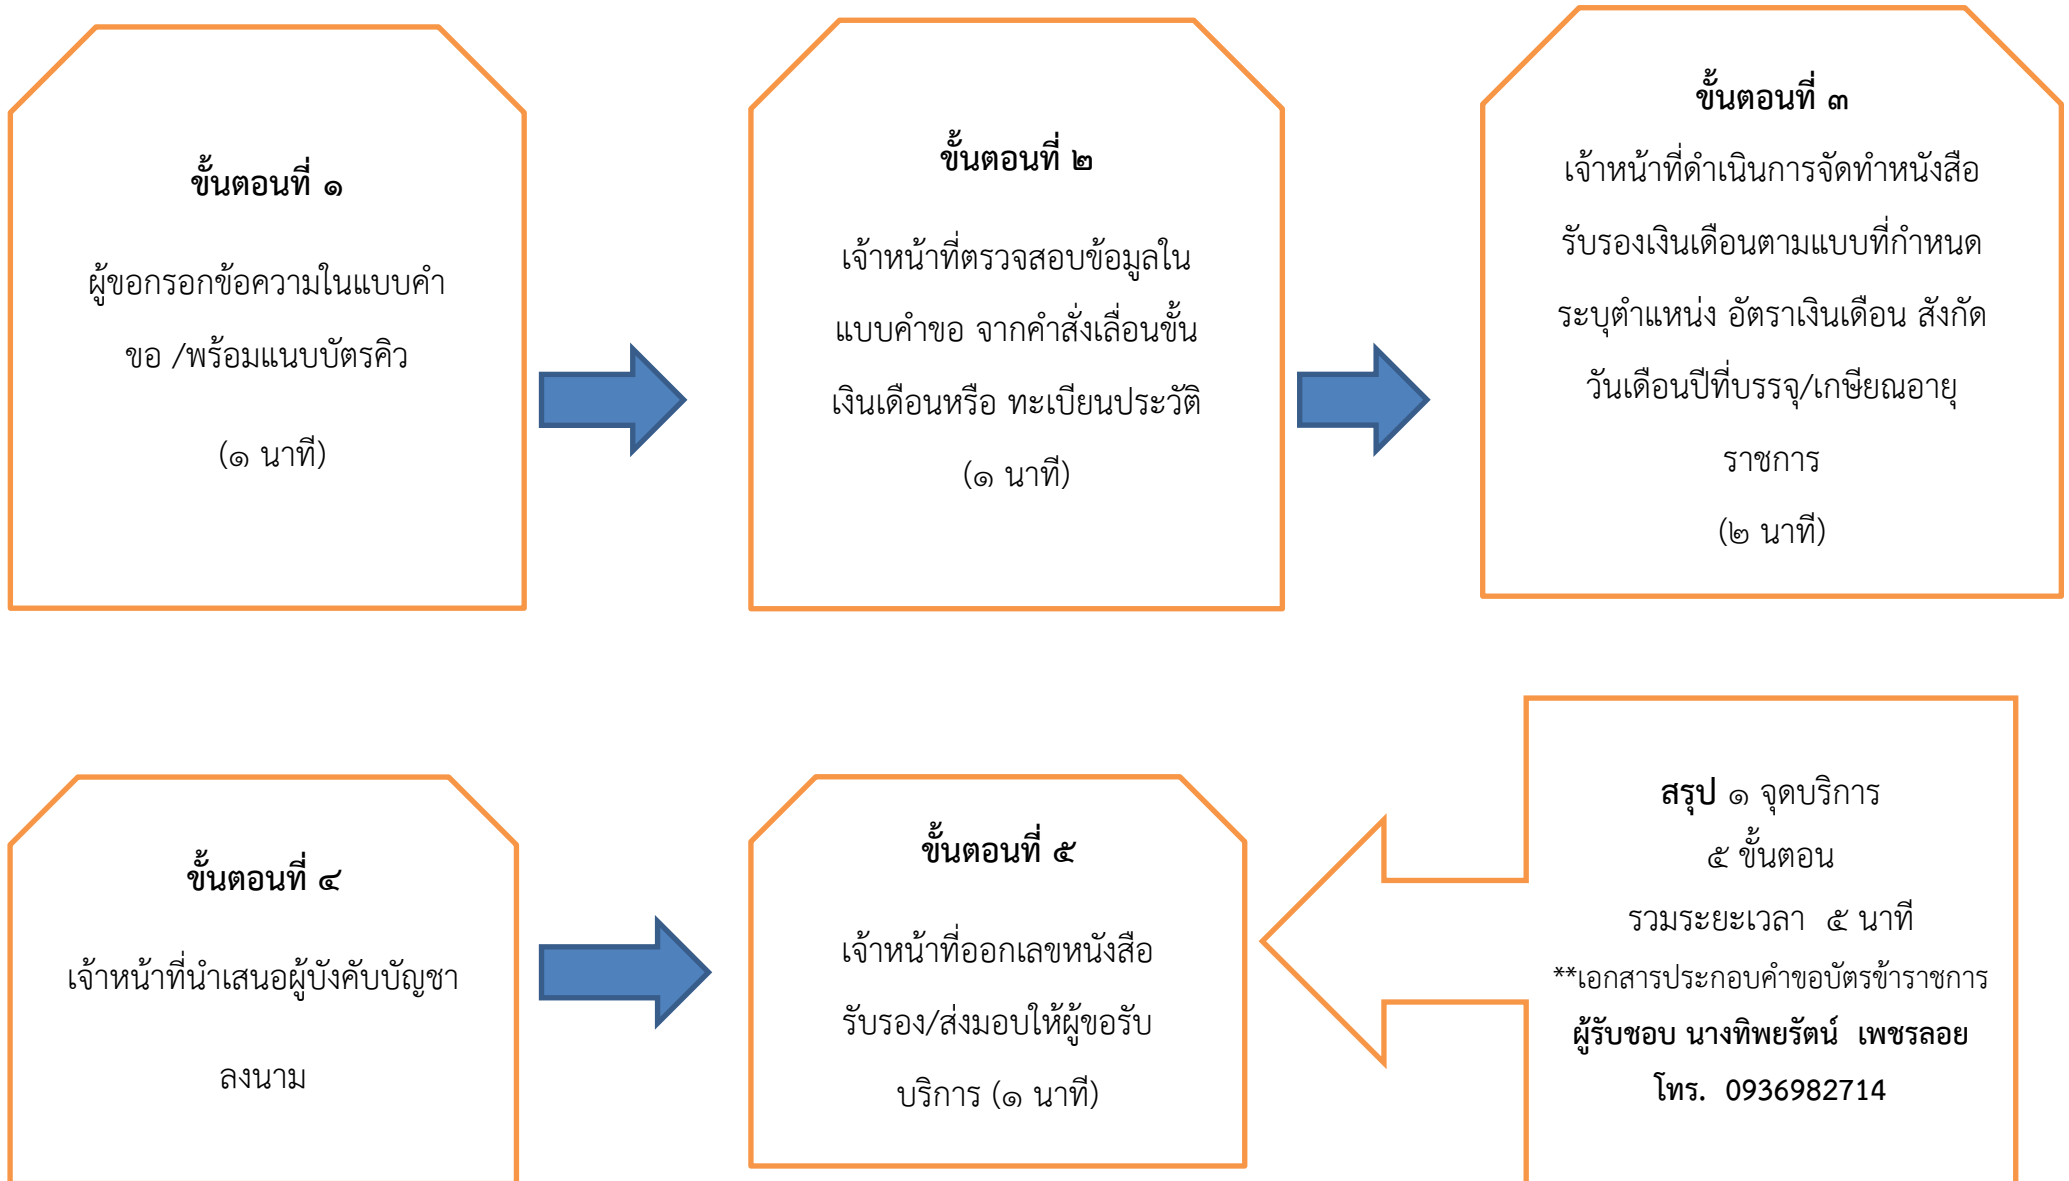 ขั้นตอนที่ ๑
ผู้ขอกรอกข้อความในแบบคำ
ขอ /พร้อมแนบบัตรคิว
(๑ นาที)
ขั้นตอนที่ ๒
เจ้าหน้าที่ตรวจสอบข้อมูลใน
แบบคำขอ จากคำสั่งเลื่อนขั้น
เงินเดือนหรือ ทะเบียนประวัติ
(๑ นาที)
ขั้นตอนที่ ๓
เจ้าหน้าที่ดำเนินการจัดทำหนังสือ
รับรองเงินเดือนตามแบบที่กำหนด
ระบุตำแหน่ง อัตราเงินเดือน สังกัด
วันเดือนปีที่บรรจุ/เกษียณอายุ
ราชการ
(๒ นาที)
ขั้นตอนที่ ๔
เจ้าหน้าที่นำเสนอผู้บังคับบัญชา
ลงนาม
ขั้นตอนที่ ๕
เจ้าหน้าที่ออกเลขหนังสือ
รับรอง/ส่งมอบให้ผู้ขอรับ
บริการ (๑ นาที)
สรุป ๑ จุดบริการ
๕ ขั้นตอน
รวมระยะเวลา ๕ นาที
**เอกสารประกอบคำขอบัตรข้าราชการ
ผู้รับชอบ นางทิพยรัตน์ เพชรลอย
โทร. 0936982714